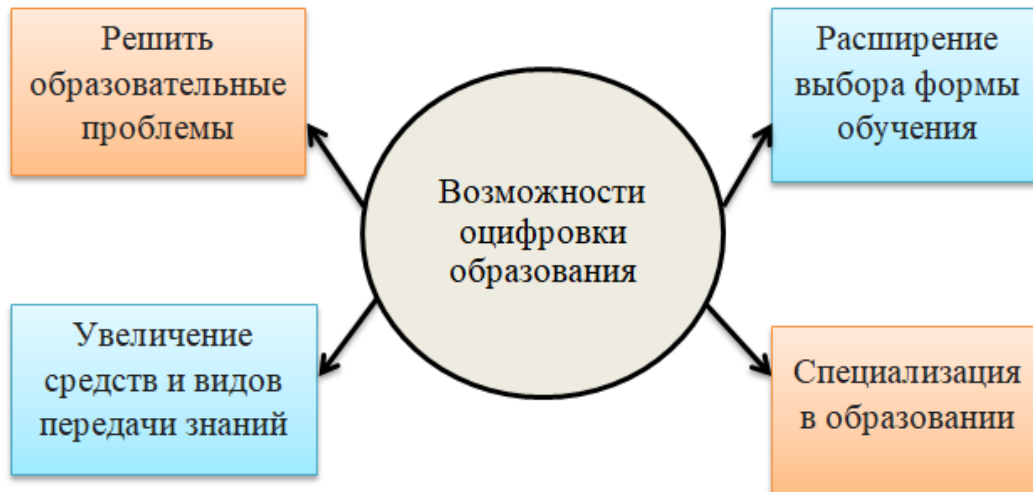 Решить
образовательные
проблемы
Расширение
выбора формы
обучения
Возможности
оцифровки
образования
Увеличение
средств и видов
передачи знаний
Специализация
в образовании